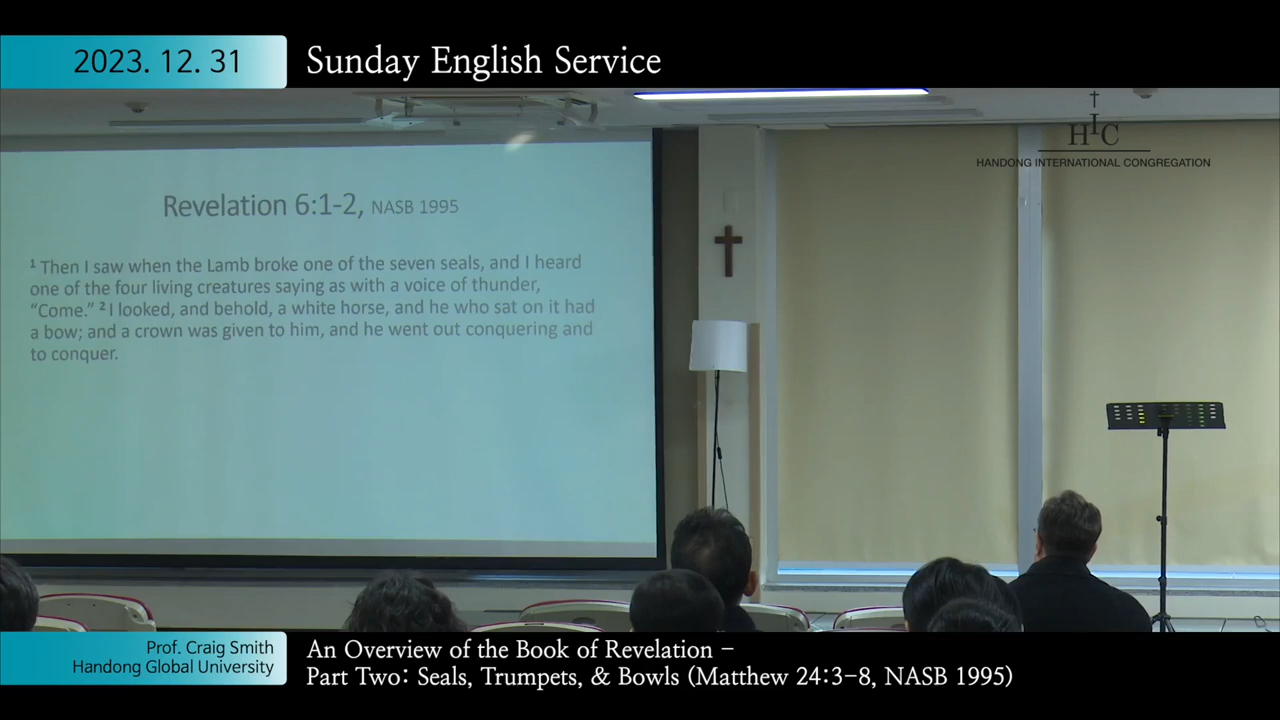 2023. 12. 31
Sunday English Service
HIC
HANDONG INTERNATIONAL CONGREGATION
Revelation 6:1-2, NASB 1995
¹ Then I saw when the Lamb broke one of the seven seals, and I heard
one of the four living creatures saying as with a voice of thunder,
“Come.” ² I looked, and behold, a white horse, and he who sat on it had
a bow; and a crown was given to him, and he went out conquering and
to conquer.
Prof. Craig Smith
Handong Global University
An Overview of the Book of Revelation –
Part Two: Seals, Trumpets, & Bowls (Matthew 24:3-8, NASB 1995)